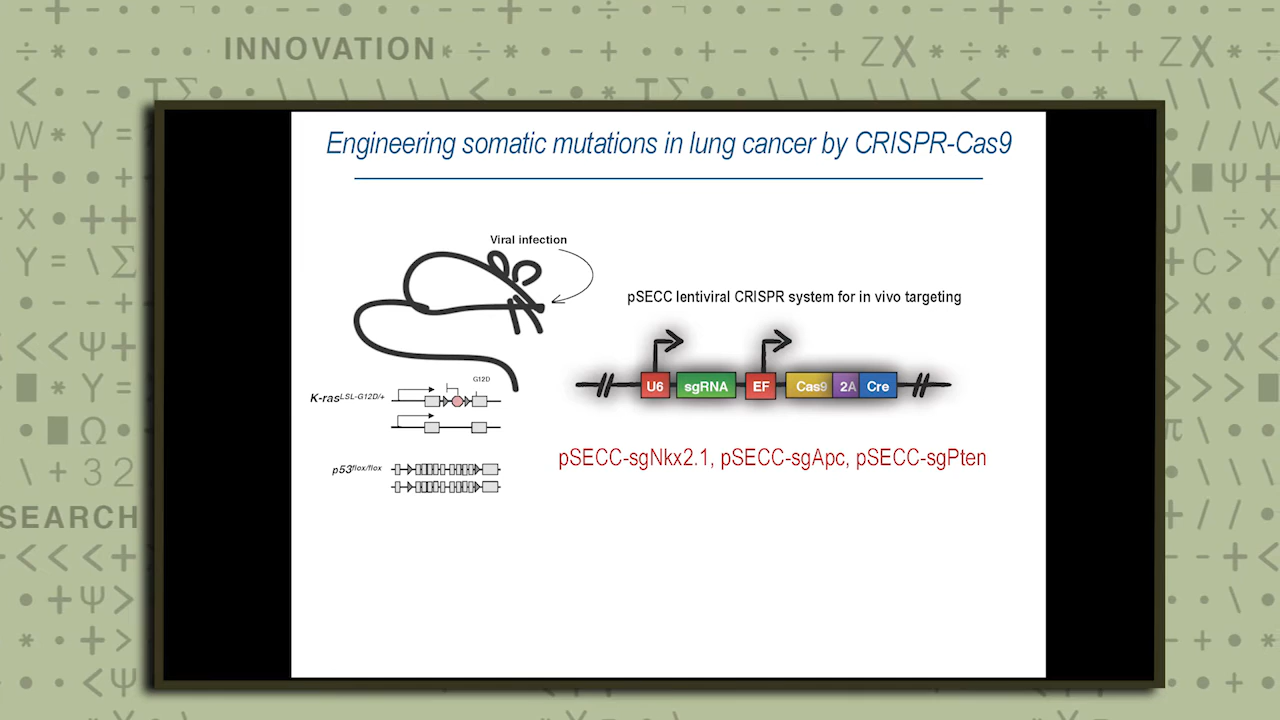 INNOVATION
SEARCH
Engineering somatic mutations in lung cancer by CRISPR-Cas9
Viral infection
pSECC lentiviral CRISPR system for in vivo targeting
U6 sgRNA EF Cas9 2A Cre
G12D
K-rasLSL-G12D/+
p53flox/flox
pSECC-sgNkx2.1, pSECC-sgApc, pSECC-sgPten